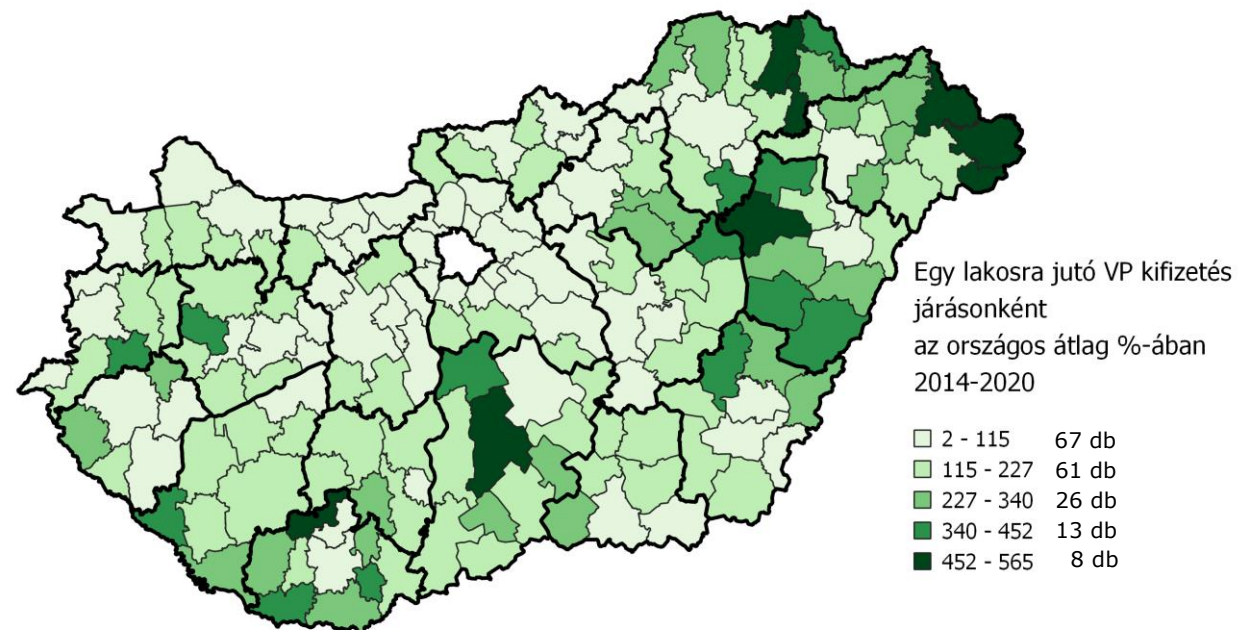 Egy lakosra jutó VP kifizetés
járásonként
az országos átlag %-ában
2014-2020
2 - 115 67 db
115 - 227 61 db
227 - 340 26 db
340 - 452 13 db
452 - 565 8 db